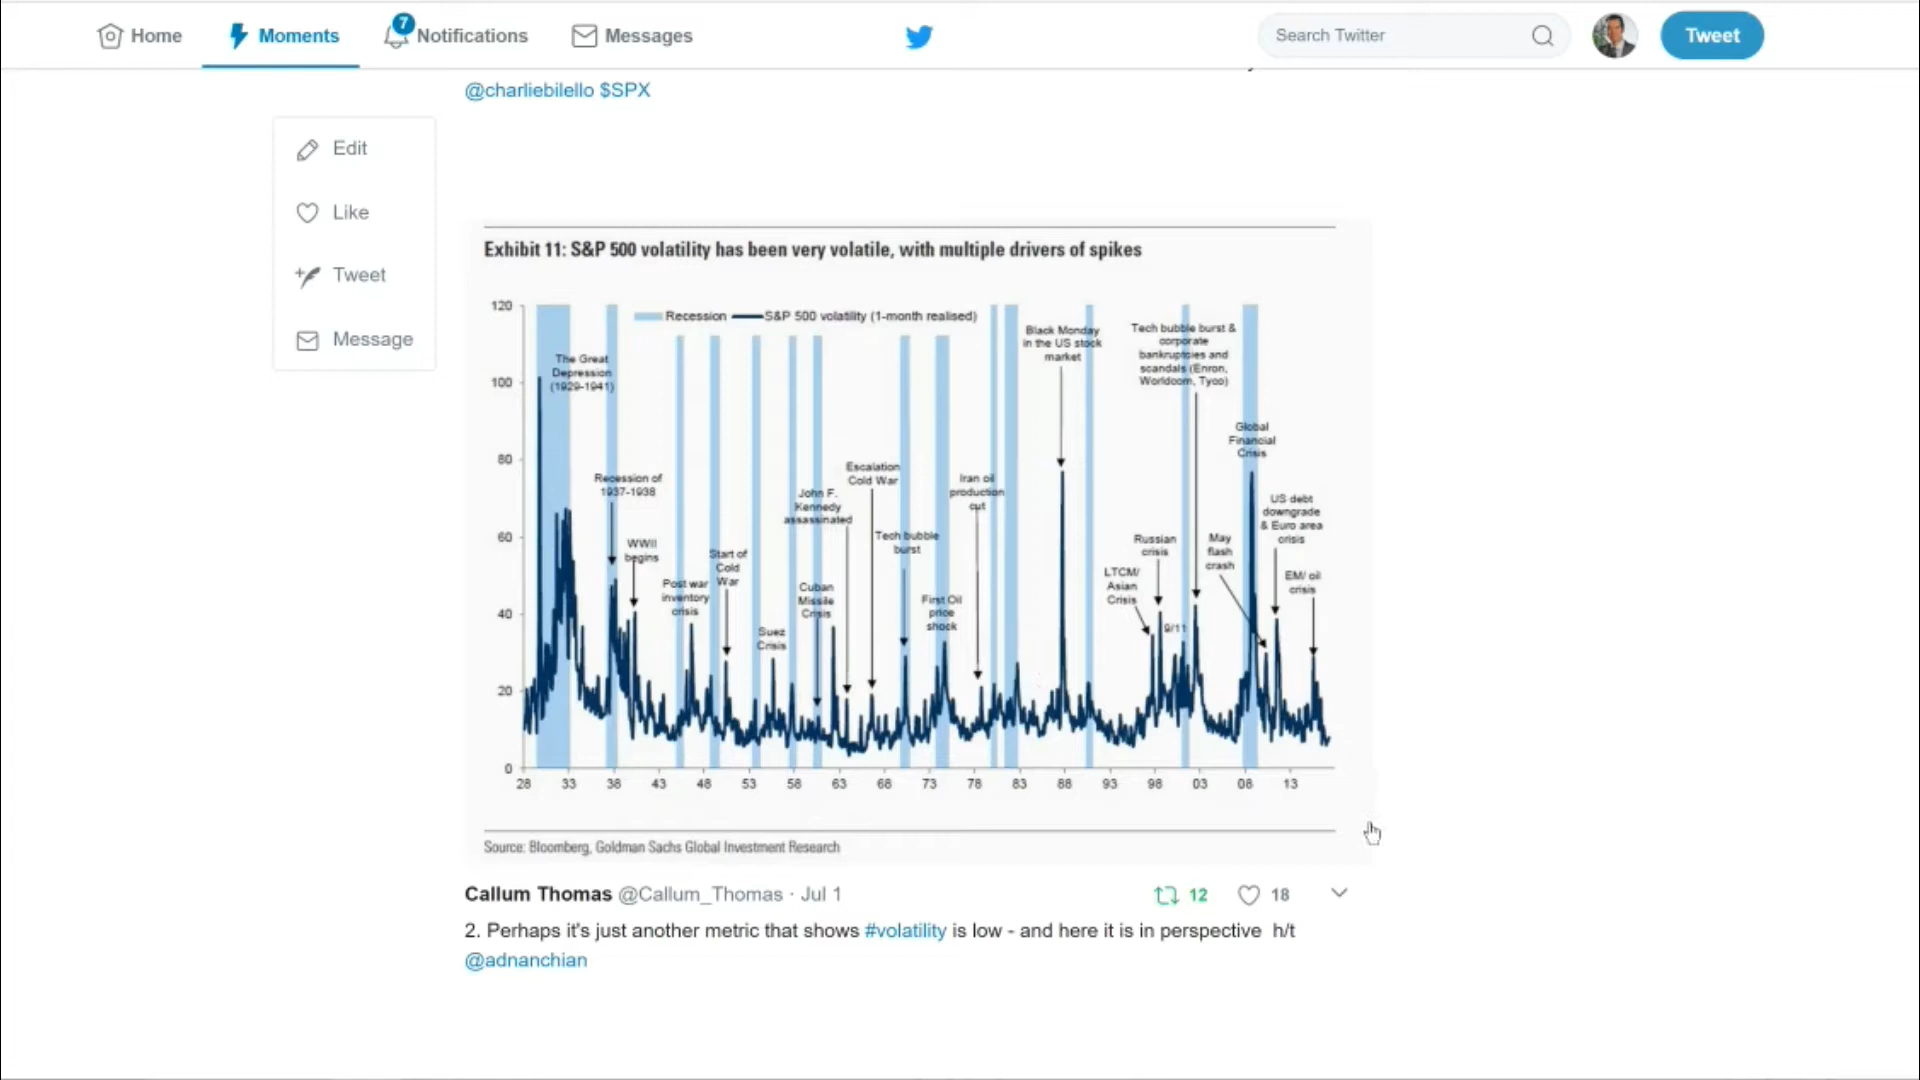 Home
Moments
7
Notifications
Messages
Search Twitter
Tweet
@charliebilello $SPX
Edit
Like
Tweet
Message
Exhibit 11: S&P 500 volatility has been very volatile, with multiple drivers of spikes
120
100
80
60
40
20
0
Recession
S&P 500 volatility (1-month realised)
The Great
Depression
(1929-1941)
Recession of
1937-1938
WWII
begins
Post war
inventory
crisis
Start of
Cold
War
Suez
Crisis
Cuban
Missile
Crisis
John F.
Kennedy
assassinated
Escalation
Cold War
Tech bubble
burst
First Oil
price
shock
Iran oil
production
cut
Black Monday
in the US stock
market
LTCM/
Asian
Crisis
Russian
crisis
9/11
Tech bubble burst &
corporate
bankruptcies and
scandals (Enron,
Worldcom, Tyco)
May
flash
crash
Global
Financial
Crisis
US debt
downgrade
& Euro area
crisis
EM/ oil
crisis
28 33 38 43 48 53 58 63 68 73 78 83 88 93 98 03 08 13
Source: Bloomberg, Goldman Sachs Global Investment Research
Callum Thomas @Callum_Thomas · Jul 1
12
18
2. Perhaps it's just another metric that shows #volatility is low - and here it is in perspective h/t
@adnanchian